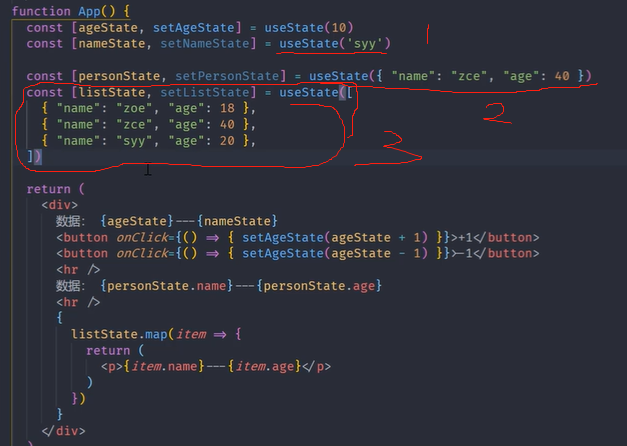 function App() {
const [ageState, setAgeState] = useState(10)
const [nameState, setNameState] = useState('syy')
const [personState, setPersonState] = useState({ "name": "zce", "age": 40 })
const [listState, setListState] = useState([
{ "name": "zoe", "age": 18 },
{ "name": "zce", "age": 40 },
{ "name": "syy", "age": 20 },
])
return (
<div>
数据: {ageState}---{nameState}
<button onClick={() => { setAgeState(ageState + 1) }}>+1</button>
<button onClick={() => { setAgeState(ageState - 1) }}>-1</button>
<hr />
数据: {personState.name}---{personState.age}
<hr />
{
listState.map(item => {
return (
<p>{item.name}---{item.age}</p>
)
})
}
</div>